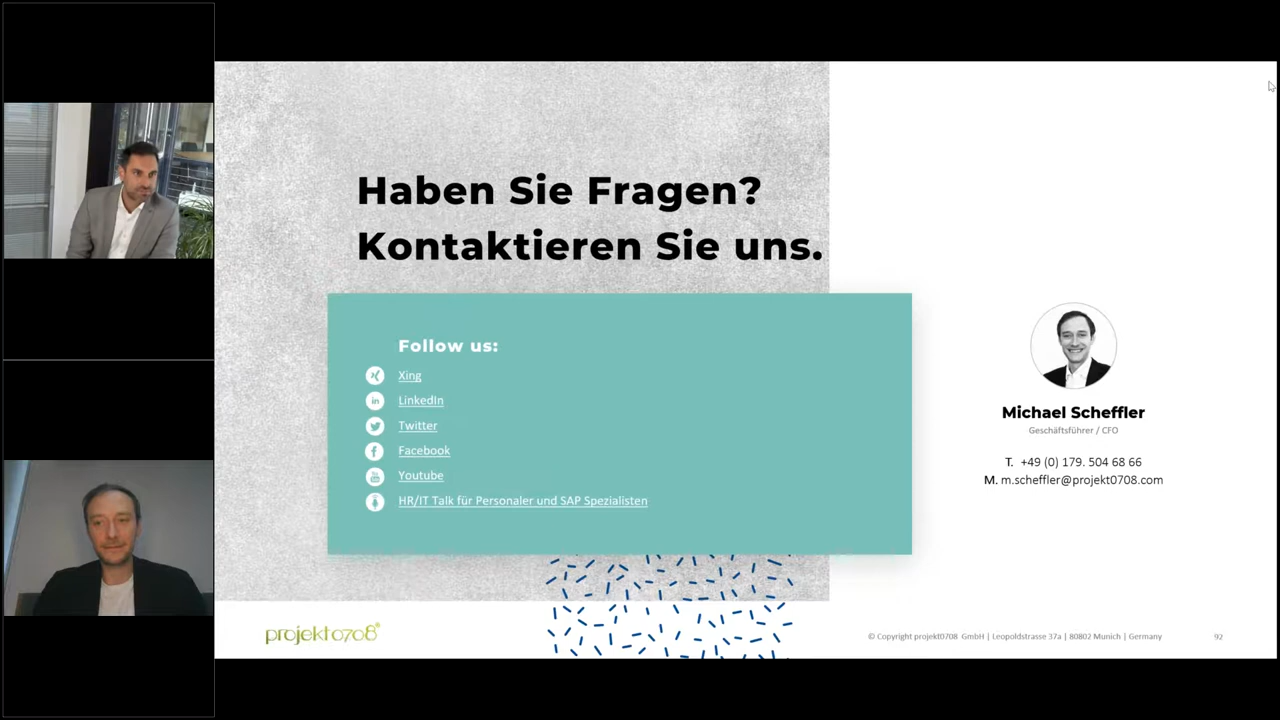 Haben Sie Fragen?
Kontaktieren Sie uns.
Follow us:
Xing
LinkedIn
Twitter
Facebook
Youtube
HR/IT Talk für Personaler und SAP Spezialisten
Michael Scheffler
Geschäftsführer / CFO
T. +49 (0) 179. 504 68 66
M. m.scheffler@projekt0708.com
projekt0708®
© Copyright projekt0708 GmbH | Leopoldstrasse 37a | 80802 Munich | Germany
92